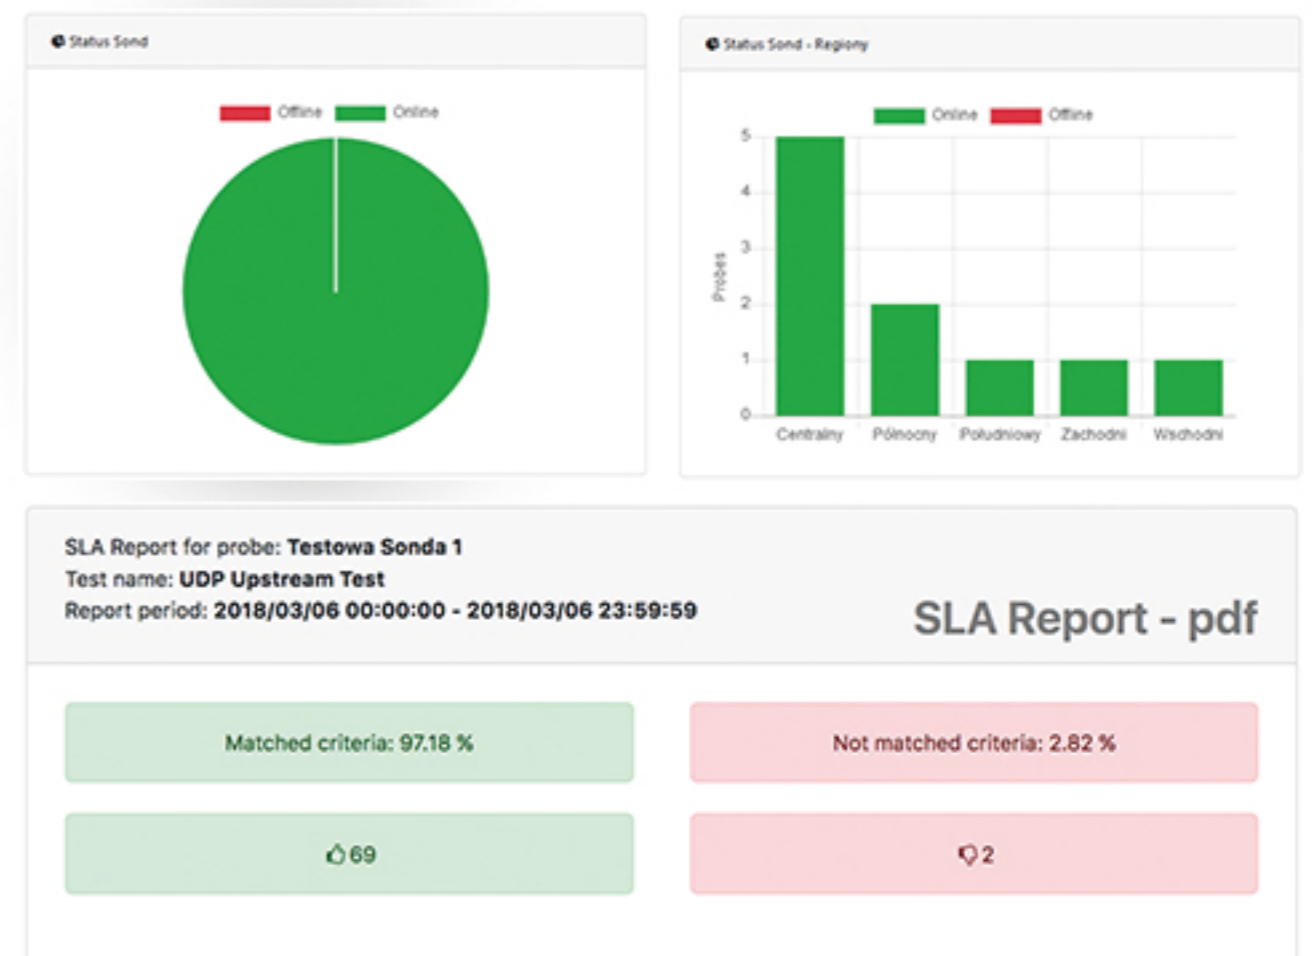 Status Sond
Offline Online
Status Sond - Regiony
Online Offline
Probes
5
4
3
2
1
0
Centralny Północny Południowy Zachodni Wschodni
SLA Report for probe: Testowa Sonda 1
Test name: UDP Upstream Test
Report period: 2018/03/06 00:00:00 - 2018/03/06 23:59:59
SLA Report - pdf
Matched criteria: 97.18 %
Not matched criteria: 2.82 %
69
2